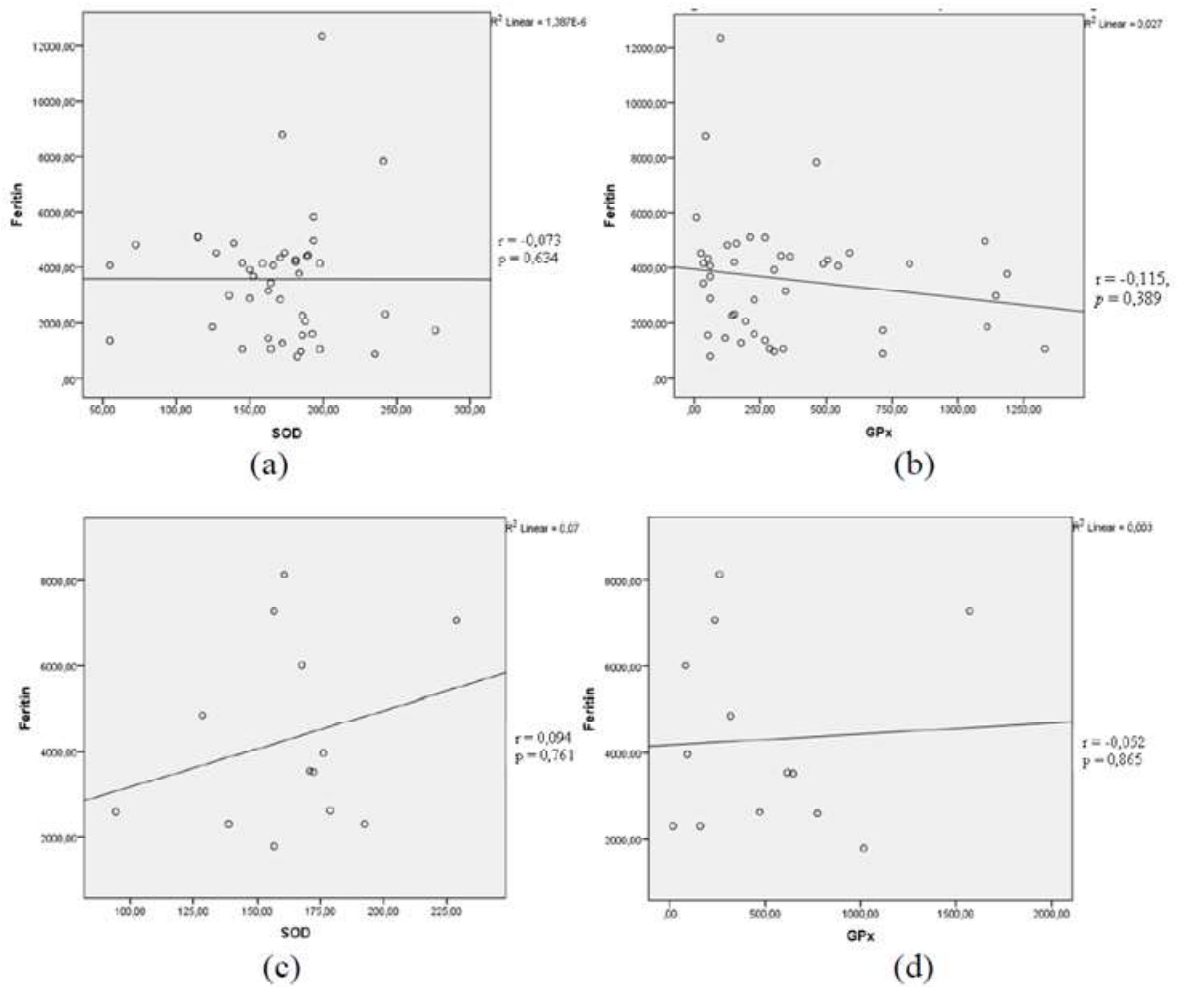 R² Linear = 1,387E-6
12000,00
10000,00
8000,00
6000,00
4000,00
2000,00
,00
Feritin
50,00 100,00 150,00 200,00 250,00 300,00
SOD
r = -0,073
p = 0,634
(a)
R² Linear = 0,027
12000,00
10000,00
8000,00
6000,00
4000,00
2000,00
,00
Feritin
,00 250,00 500,00 750,00 1000,00 1250,00
GPx
r = -0,115,
p = 0,389
(b)
R² Linear = 0,07
8000,00
6000,00
4000,00
2000,00
Feritin
100,00 125,00 150,00 175,00 200,00 225,00
SOD
r = 0,094
p = 0,761
(c)
R² Linear = 0,003
8000,00
6000,00
4000,00
2000,00
Feritin
,00 500,00 1000,00 1500,00 2000,00
GPx
r = -0,052
p = 0,865
(d)